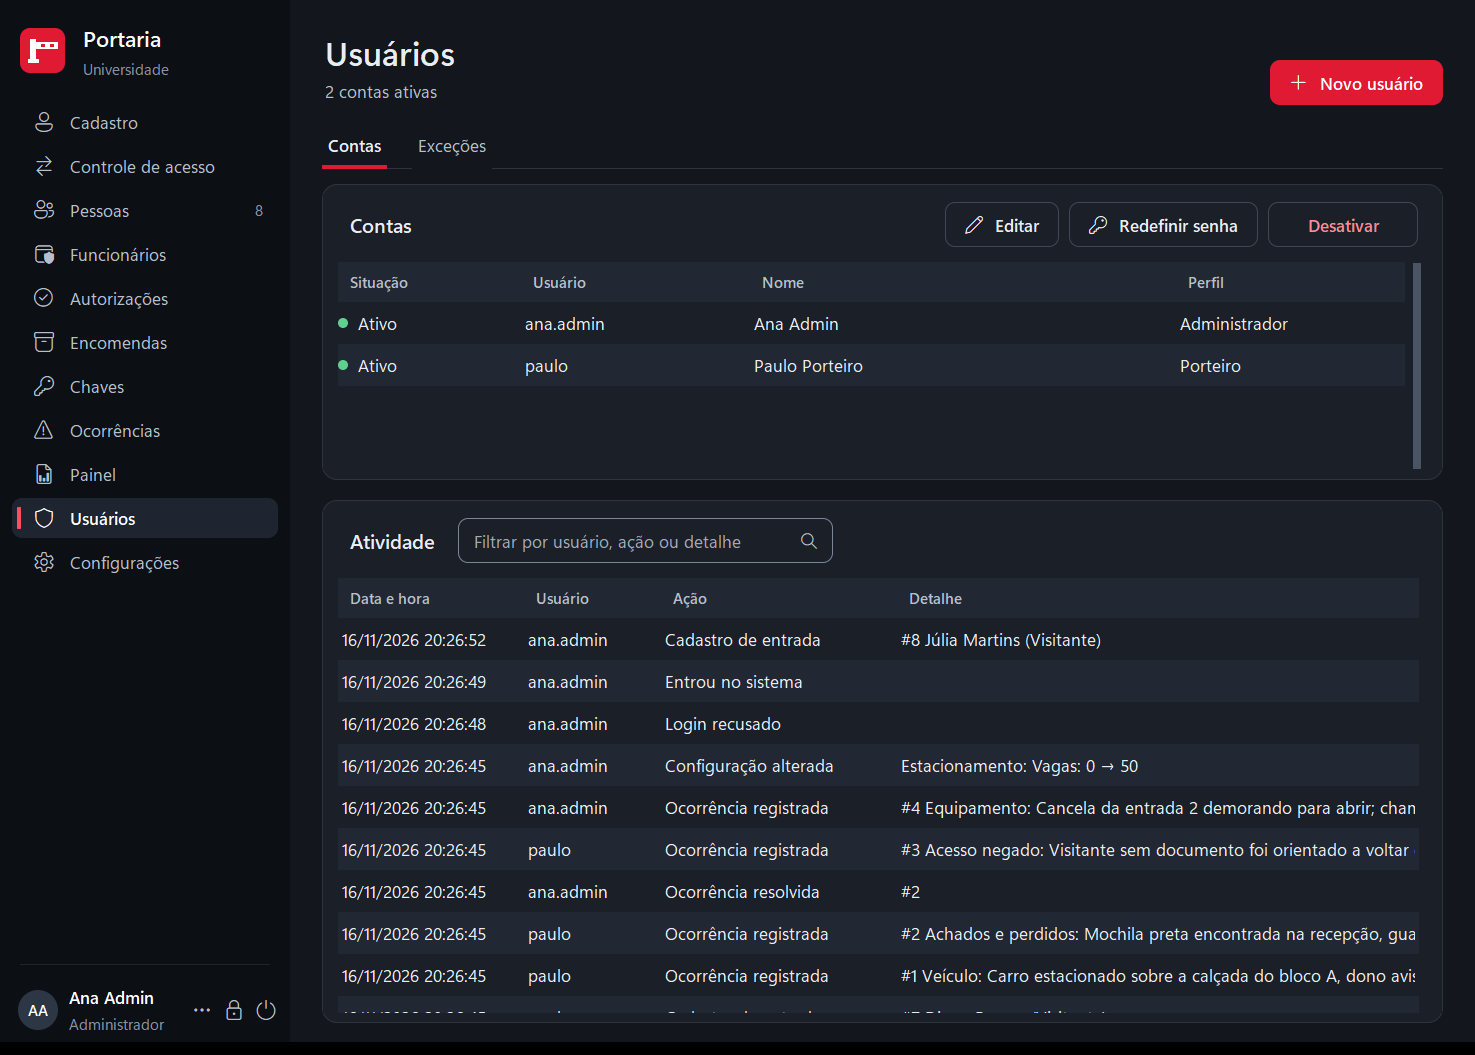 Portaria
Universidade
Cadastro
Controle de acesso
Pessoas 8
Funcionários
Autorizações
Encomendas
Chaves
Ocorrências
Painel
Usuários
Configurações
AA
Ana Admin
Administrador
Usuários
2 contas ativas
Novo usuário
Contas Exceções
Contas
Editar Redefinir senha Desativar
Situação Usuário Nome Perfil
Ativo ana.admin Ana Admin Administrador
Ativo paulo Paulo Porteiro Porteiro
Atividade Filtrar por usuário, ação ou detalhe
Data e hora Usuário Ação Detalhe
16/11/2026 20:26:52 ana.admin Cadastro de entrada #8 Júlia Martins (Visitante)
16/11/2026 20:26:49 ana.admin Entrou no sistema
16/11/2026 20:26:48 ana.admin Login recusado
16/11/2026 20:26:45 ana.admin Configuração alterada Estacionamento: Vagas: 0 → 50
16/11/2026 20:26:45 ana.admin Ocorrência registrada #4 Equipamento: Cancela da entrada 2 demorando para abrir; cham
16/11/2026 20:26:45 paulo Ocorrência registrada #3 Acesso negado: Visitante sem documento foi orientado a voltar
16/11/2026 20:26:45 ana.admin Ocorrência resolvida #2
16/11/2026 20:26:45 paulo Ocorrência registrada #2 Achados e perdidos: Mochila preta encontrada na recepção, gua
16/11/2026 20:26:45 paulo Ocorrência registrada #1 Veículo: Carro estacionado sobre a calçada do bloco A, dono avis